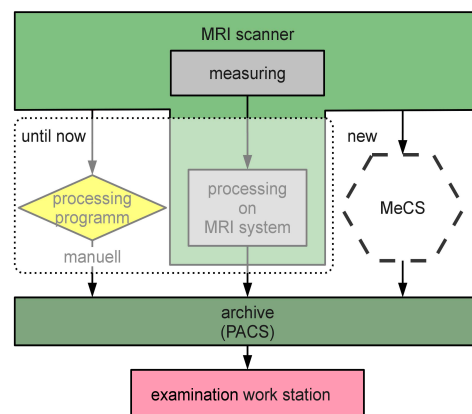 MRI scanner
measuring
until now
new
processing
programm
manuell
processing
on
MRI system
MeCS
archive
(PACS)
examination work station